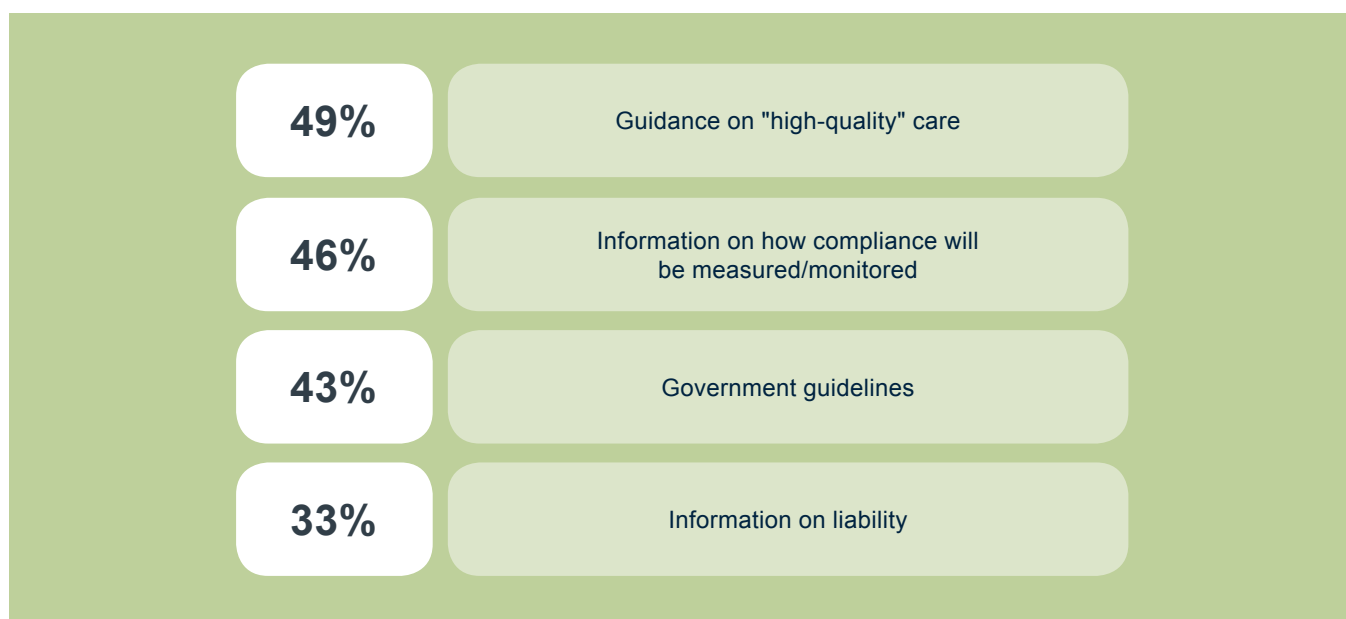 49%
Guidance on "high-quality" care
46%
Information on how compliance will
be measured/monitored
43%
Government guidelines
33%
Information on liability